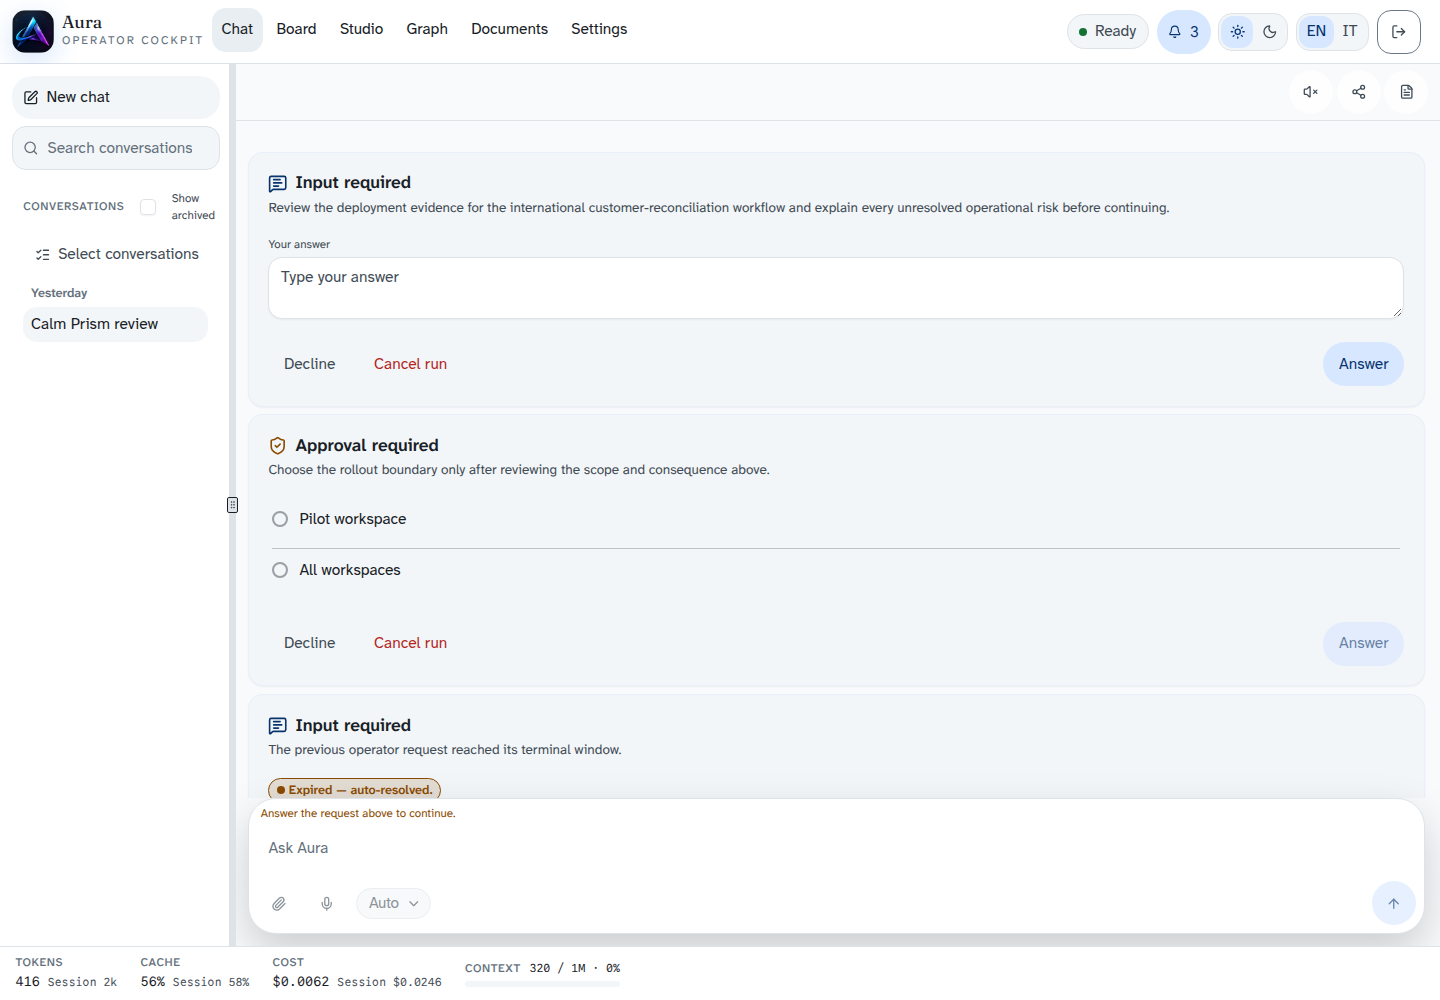 Aura
OPERATOR COCKPIT
Chat
Board
Studio
Graph
Documents
Settings
Ready
3
EN
IT
New chat
Search conversations
CONVERSATIONS
Show
archived
Select conversations
Yesterday
Calm Prism review
Input required
Review the deployment evidence for the international customer-reconciliation workflow and explain every unresolved operational risk before continuing.
Your answer
Type your answer
Decline
Cancel run
Answer
Approval required
Choose the rollout boundary only after reviewing the scope and consequence above.
Pilot workspace
All workspaces
Decline
Cancel run
Answer
Input required
The previous operator request reached its terminal window.
Expired — auto-resolved.
Answer the request above to continue.
Ask Aura
Auto
TOKENS
416 Session 2k
CACHE
56% Session 58%
COST
$0.0062 Session $0.0246
CONTEXT 320 / 1M · 0%